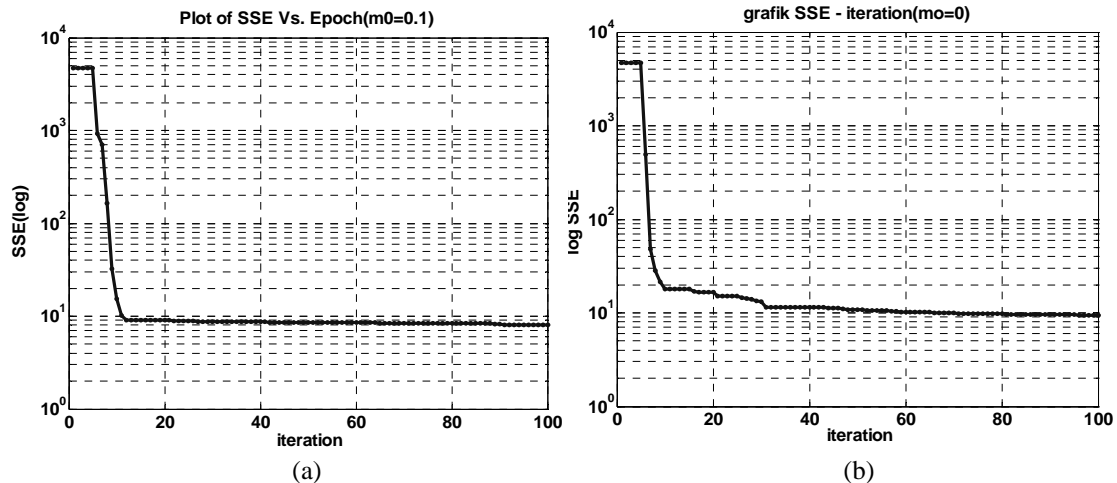 Plot of SSE Vs. Epoch(m0=0.1)
10^4
10^3
10^2
10^1
10^0
SSE(log)
0 20 40 60 80 100
iteration
(a)
grafik SSE - iteration(mo=0)
10^4
10^3
10^2
10^1
10^0
log SSE
0 20 40 60 80 100
iteration
(b)